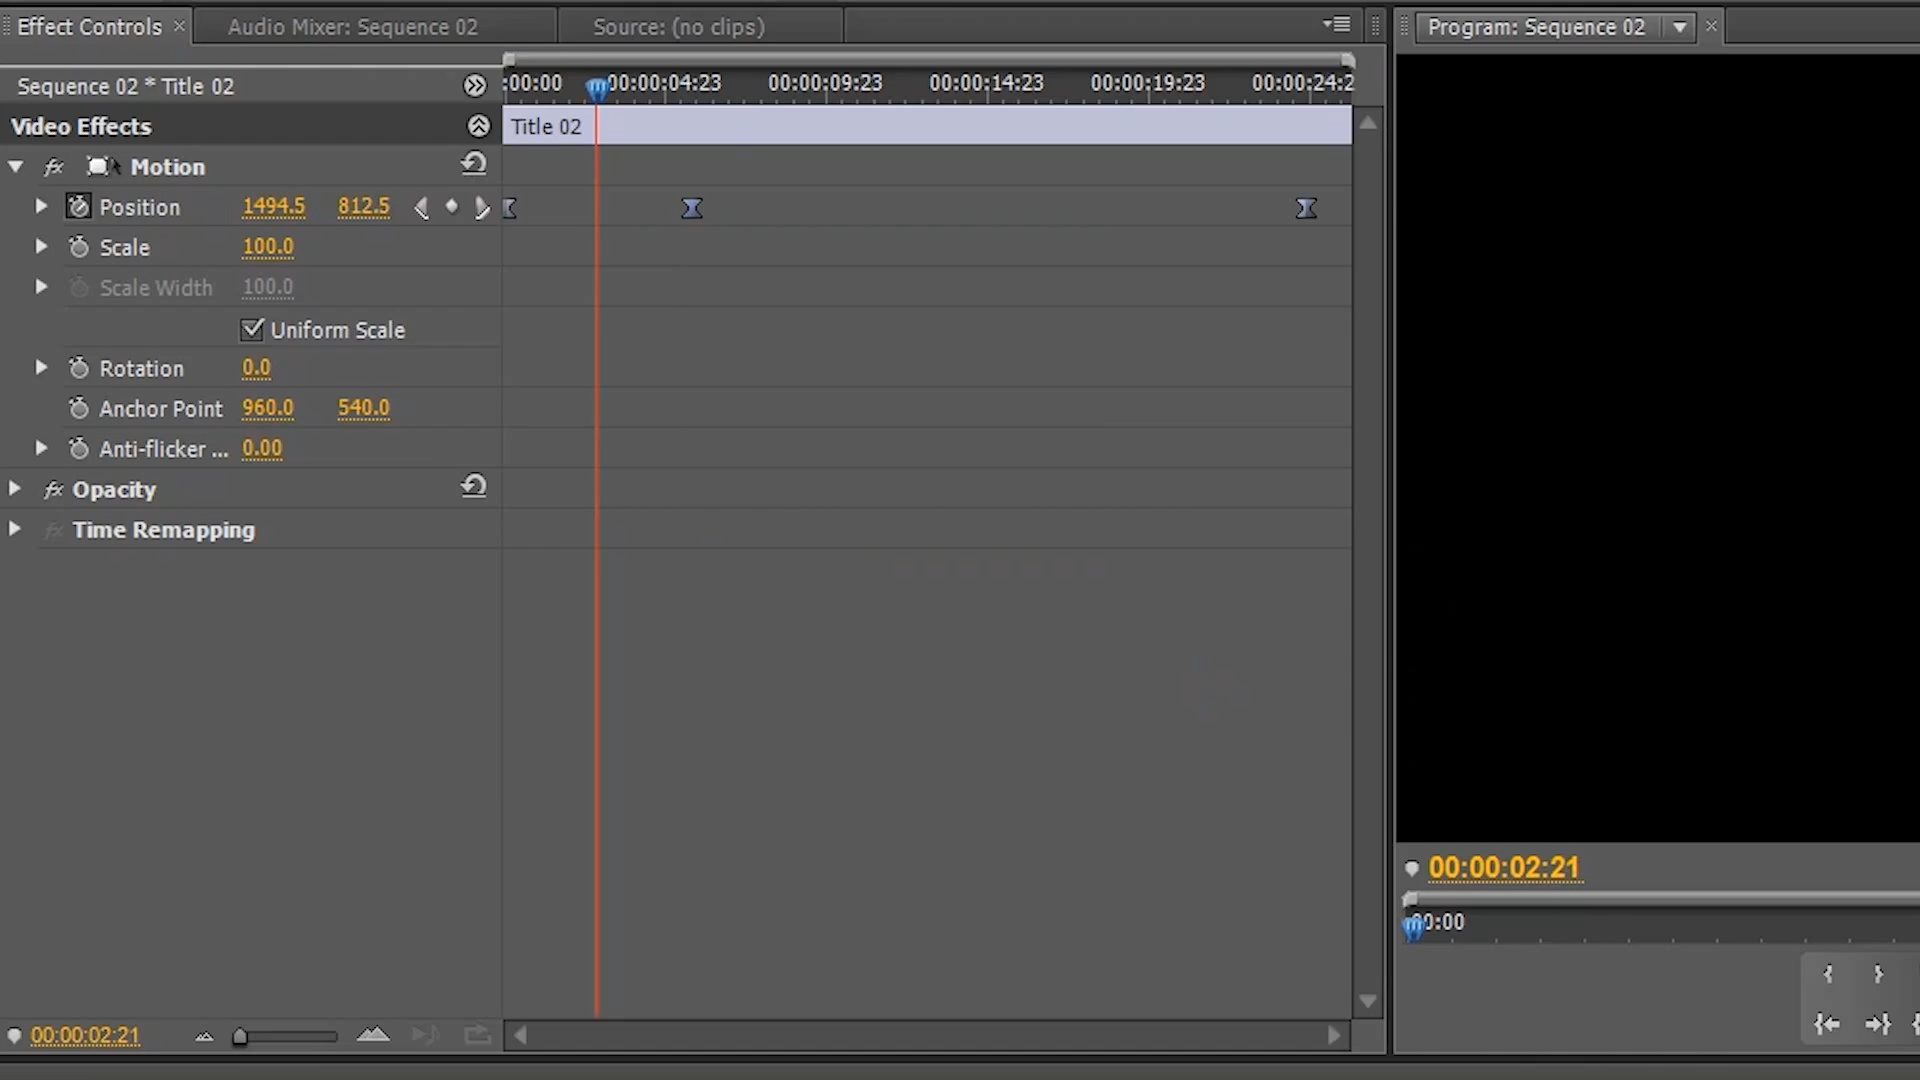 Effect Controls × Audio Mixer: Sequence 02 Source: (no clips) Program: Sequence 02 ×
Sequence 02 * Title 02 :00:00 00:00:04:23 00:00:09:23 00:00:14:23 00:00:19:23 00:00:24:2
Video Effects Title 02
fx Motion
Position 1494.5 812.5
Scale 100.0
Scale Width 100.0
Uniform Scale
Rotation 0.0
Anchor Point 960.0 540.0
Anti-flicker ... 0.00
fx Opacity
fx Time Remapping
00:00:02:21
00:00
00:00:02:21